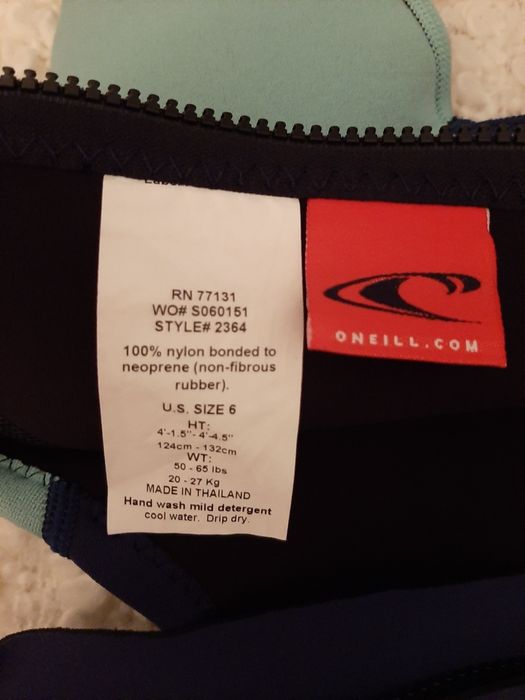 RN 77131
WO# S060151
STYLE# 2364
100% nylon bonded to
neoprene (non-fibrous
rubber).
U.S. SIZE 6
HT:
4'-1.5"- 4'-4.5"
124cm - 132cm
WT:
50 - 65 lbs
20 - 27 Kg
MADE IN THAILAND
Hand wash mild detergent
cool water. Drip dry.
ONEILL.COM